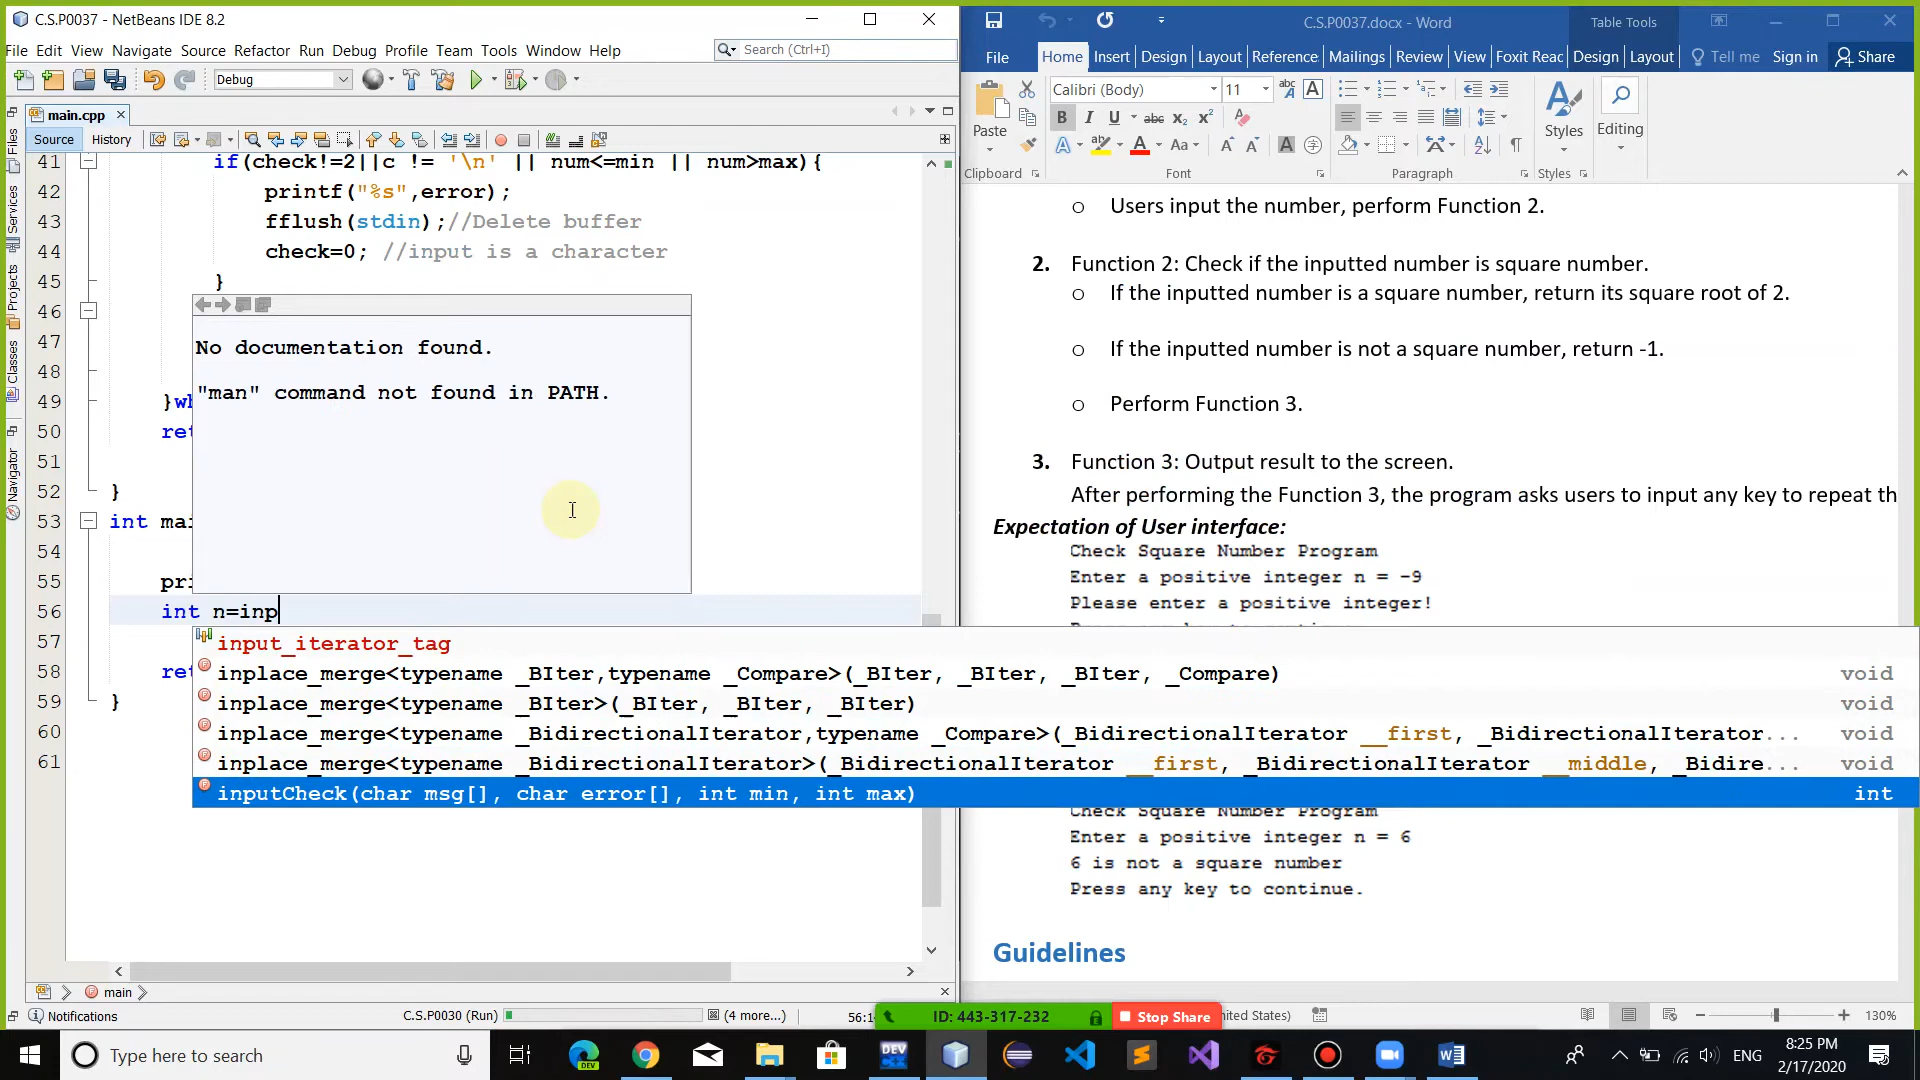 C.S.P0037 - NetBeans IDE 8.2
File Edit View Navigate Source Refactor Run Debug Profile Team Tools Window Help
Search (Ctrl+I)
Debug
main.cpp
Source History
Files
Services
Projects
Classes
Navigator
41 if(check!=2||c != '\n' || num<=min || num>max){
42 printf("%s",error);
43 fflush(stdin);//Delete buffer
44 check=0; //input is a character
45 }
46
47
48
49 }wh
50 ret
51
52 }
53 int mai
54
55 pri
56 int n=inp
57
58 ret
59 }
60
61
No documentation found.
"man" command not found in PATH.
input_iterator_tag
inplace_merge<typename _BIter,typename _Compare>(_BIter, _BIter, _BIter, _Compare) void
inplace_merge<typename _BIter>(_BIter, _BIter, _BIter) void
inplace_merge<typename _BidirectionalIterator,typename _Compare>(_BidirectionalIterator __first, _BidirectionalIterator... void
inplace_merge<typename _BidirectionalIterator>(_BidirectionalIterator __first, _BidirectionalIterator __middle, _Bidire... void
inputCheck(char msg[], char error[], int min, int max) int
main
Notifications
C.S.P0030 (Run)
(4 more...)
ID: 443-317-232
Stop Share
C.S.P0037.docx - Word
Table Tools
File Home Insert Design Layout Reference Mailings Review View Foxit Reac Design Layout Tell me Sign in Share
Calibri (Body) 11
Paste
Styles
Editing
Clipboard Font Paragraph Styles
o Users input the number, perform Function 2.
2. Function 2: Check if the inputted number is square number.
o If the inputted number is a square number, return its square root of 2.
o If the inputted number is not a square number, return -1.
o Perform Function 3.
3. Function 3: Output result to the screen.
After performing the Function 3, the program asks users to input any key to repeat th
Expectation of User interface:
Check Square Number Program
Enter a positive integer n = -9
Please enter a positive integer!
Check Square Number Program
Enter a positive integer n = 6
6 is not a square number
Press any key to continue.
Guidelines
130%
Type here to search
ENG
8:25 PM
2/17/2020